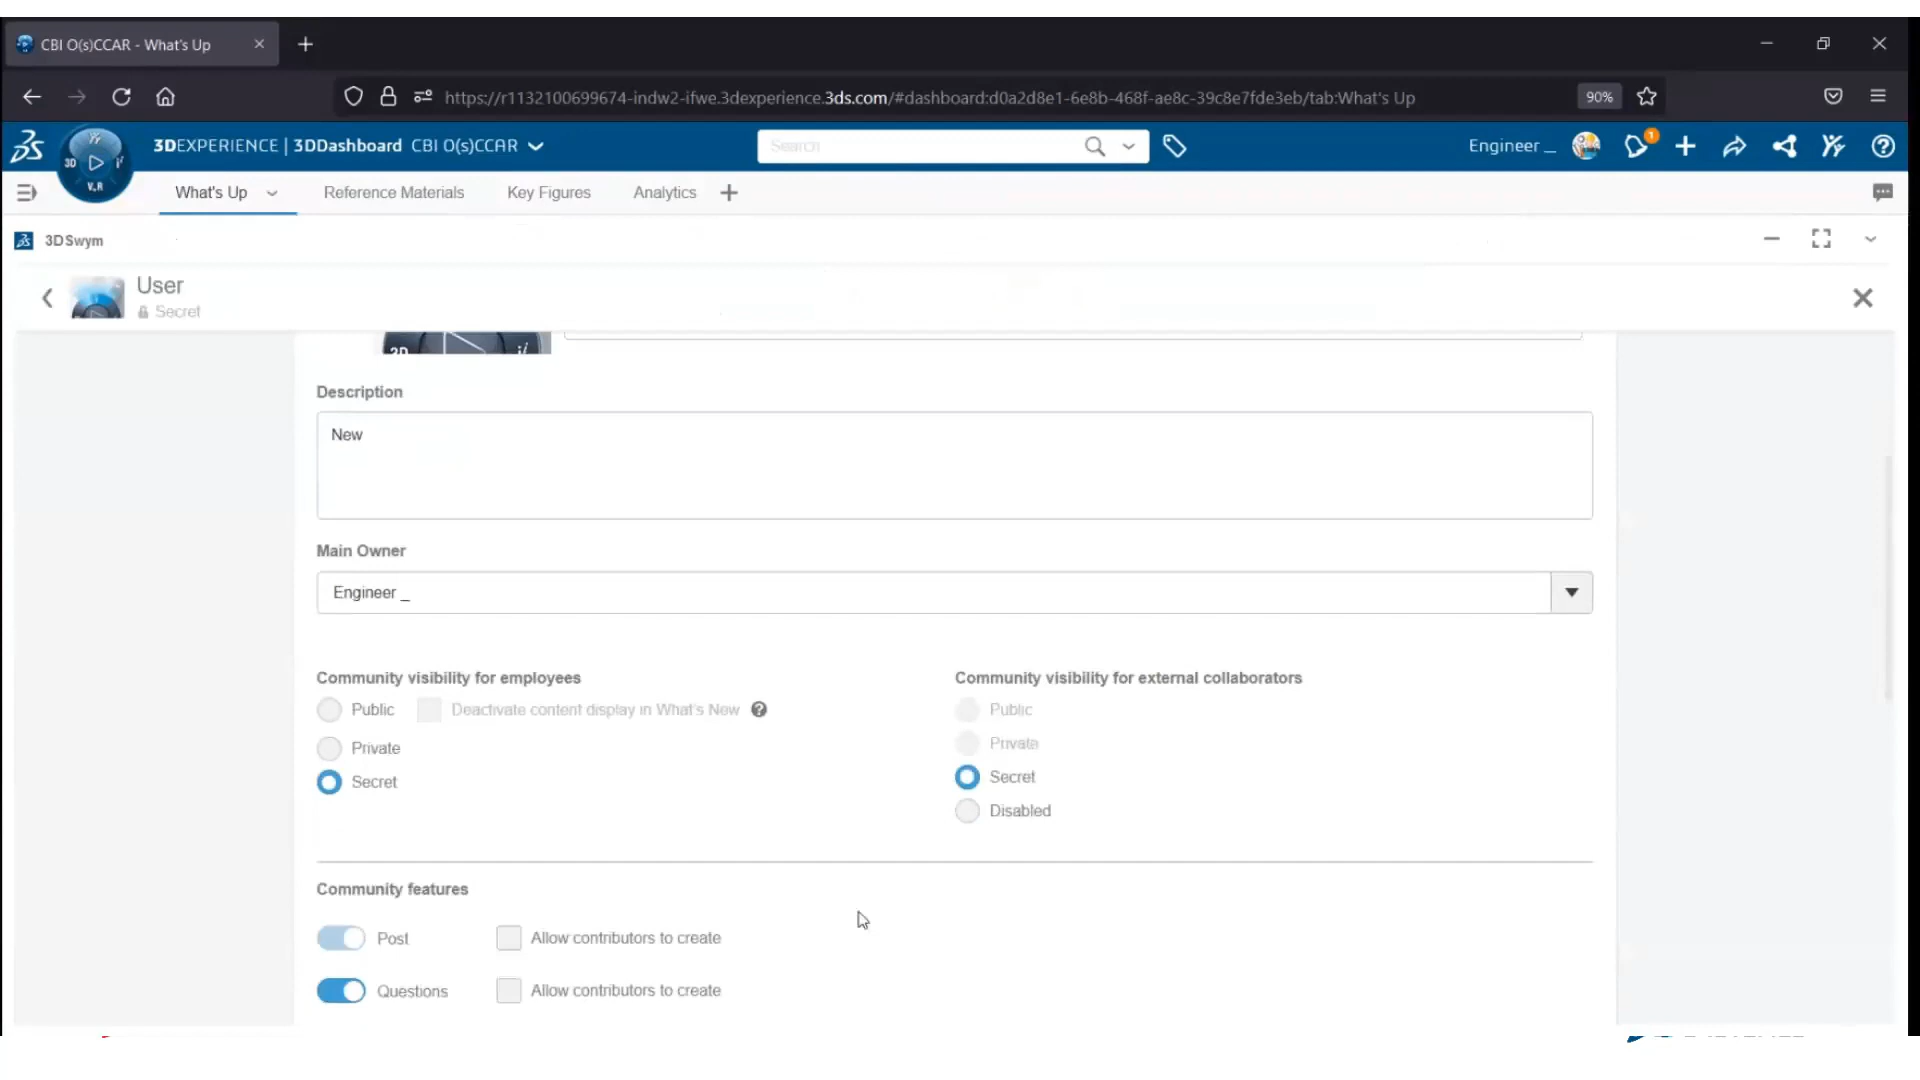 CBI O(s)CCAR - What's Up
https://r1132100699674-indw2-ifwe.3dexperience.3ds.com/#dashboard:d0a2d8e1-6e8b-468f-ae8c-39c8e7fde3eb/tab:What's Up
90%
3D
V,R
3DEXPERIENCE | 3DDashboard CBI O(s)CCAR
Search
Engineer _
1
What's Up
Reference Materials
Key Figures
Analytics
3DSwym
User
Secret
3D
Description
New
Main Owner
Engineer _
Community visibility for employees
Community visibility for external collaborators
Public
Deactivate content display in What's New
Public
Private
Private
Secret
Secret
Disabled
Community features
Post
Allow contributors to create
Questions
Allow contributors to create